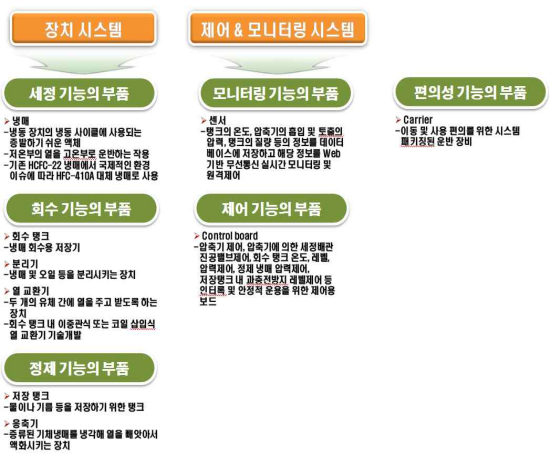 장치 시스템
세정 기능의 부품
➢ 냉매
-냉동 장치의 냉동 사이클에 사용되는
증발하기 쉬운 액체
-저온부의 열을 고온부로 운반하는 작용
-기존 HCFC-22 냉매에서 국제적인 환경
이슈에 따라 HFC-410A 대체 냉매로 사용
회수 기능의 부품
➢ 회수 탱크
-냉매 회수용 저장기
➢ 분리기
-냉매 및 오일 등을 분리시키는 장치
➢ 열 교환기
-두 개의 유체 간에 열을 주고 받도록 하는
장치
-회수 탱크 내 이중관식 또는 코일 삽입식
열 교환기 기술개발
정제 기능의 부품
➢ 저장 탱크
-물이나 기름 등을 저장하기 위한 탱크
➢ 응축기
-증류된 기체냉매를 냉각해 열을 빼앗아서
액화시키는 장치
제어 & 모니터링 시스템
모니터링 기능의 부품
➢ 센서
-탱크의 온도, 압축기의 흡입 및 토출의
압력, 탱크의 질량 등의 정보를 데이터
베이스에 저장하고 해당 정보를 Web
기반 무선통신 실시간 모니터링 및
원격제어
제어 기능의 부품
➢ Control board
-압축기 제어, 압축기에 의한 세정배관
진공밸브제어, 회수 탱크 온도, 레벨,
압력제어, 정제 냉매 압력제어,
저장탱크 내 과충전방지 레벨제어 등
인터록 및 안정적 운용을 위한 제어용
보드
편의성 기능의 부품
➢ Carrier
-이동 및 사용 편의를 위한 시스템
패키징된 운반 장비